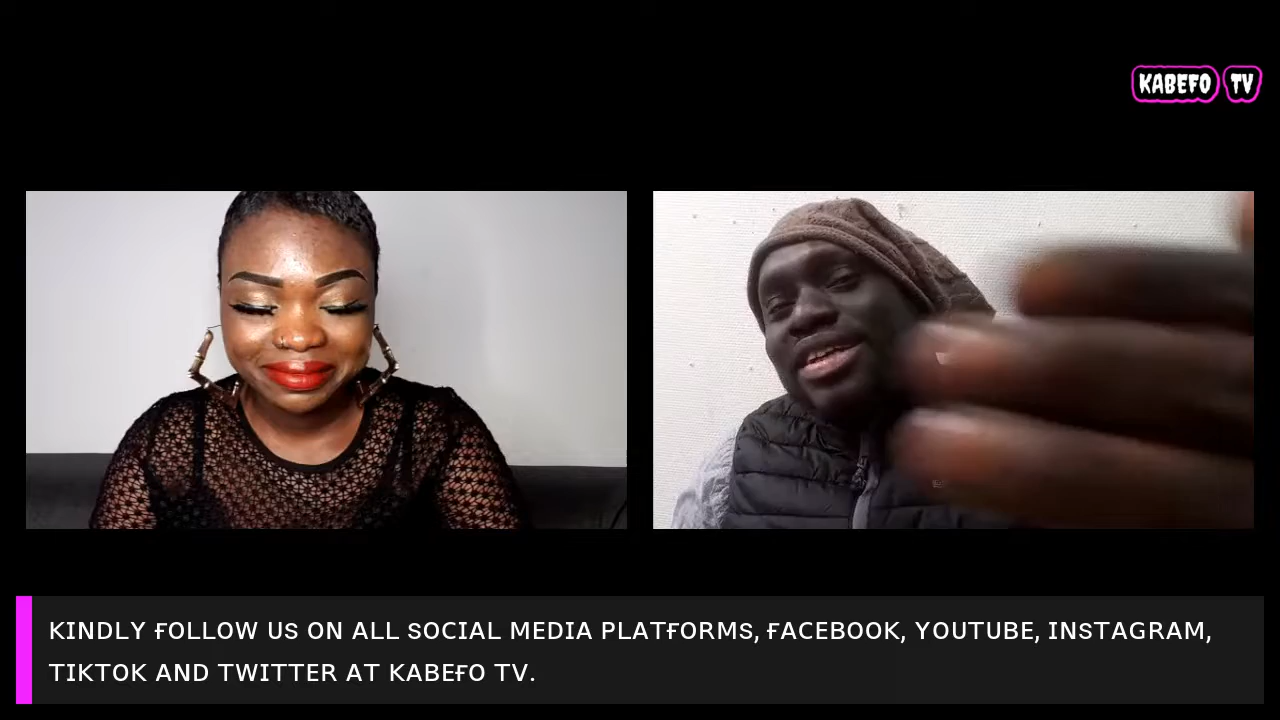 KABEFO TV
KINDLY FOLLOW US ON ALL SOCIAL MEDIA PLATFORMS, FACEBOOK, YOUTUBE, INSTAGRAM,
TIKTOK AND TWITTER AT KABEFO TV.